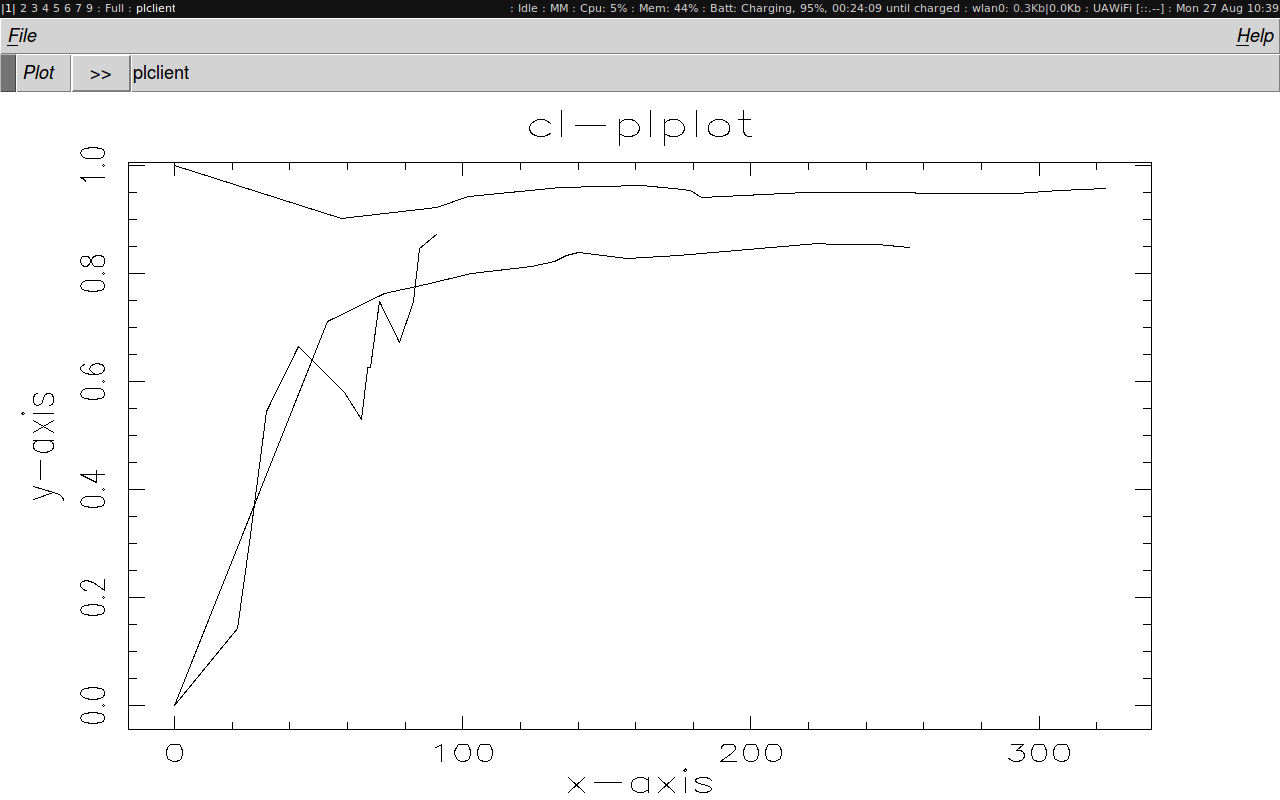 |1| 2 3 4 5 6 7 9 : Full : plclient : Idle : MM : Cpu: 5% : Mem: 44% : Batt: Charging, 95%, 00:24:09 until charged : wlan0: 0.3Kb|0.0Kb : UAWiFi [::.--] : Mon 27 Aug 10:39
File Help
Plot >> plclient
cl-plplot
1.0
0.8
0.6
0.4
0.2
0.0
y-axis
0 100 200 300
x-axis